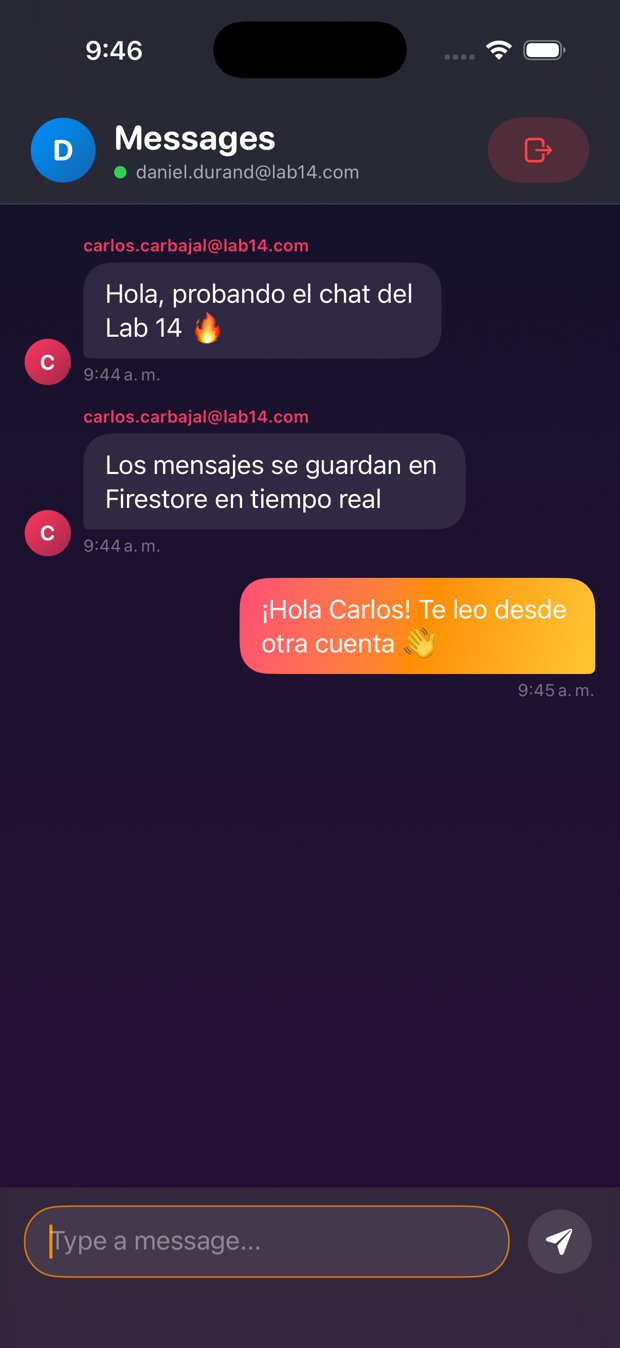 9:46
D
Messages
daniel.durand@lab14.com
carlos.carbajal@lab14.com
Hola, probando el chat del
Lab 14 🔥
C
9:44 a. m.
carlos.carbajal@lab14.com
Los mensajes se guardan en
Firestore en tiempo real
C
9:44 a. m.
¡Hola Carlos! Te leo desde
otra cuenta 👋
9:45 a. m.
Type a message...